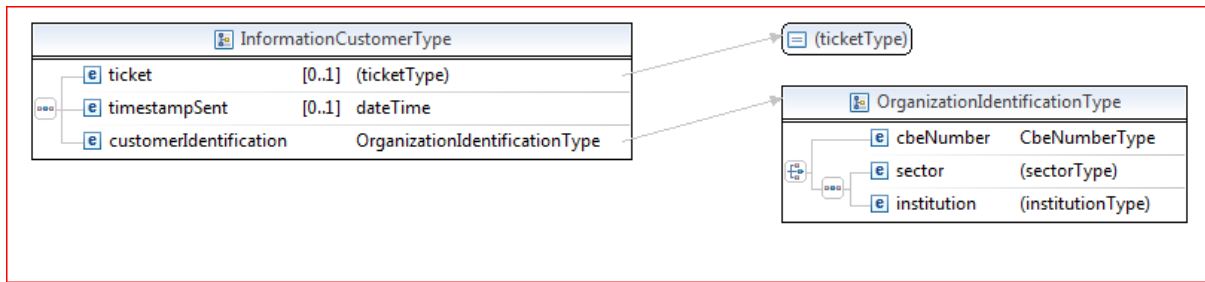 InformationCustomerType
e ticket [0..1] (ticketType)
e timestampSent [0..1] dateTime
e customerIdentification OrganizationIdentificationType
(ticketType)
OrganizationIdentificationType
e cbeNumber CbeNumberType
e sector (sectorType)
e institution (institutionType)